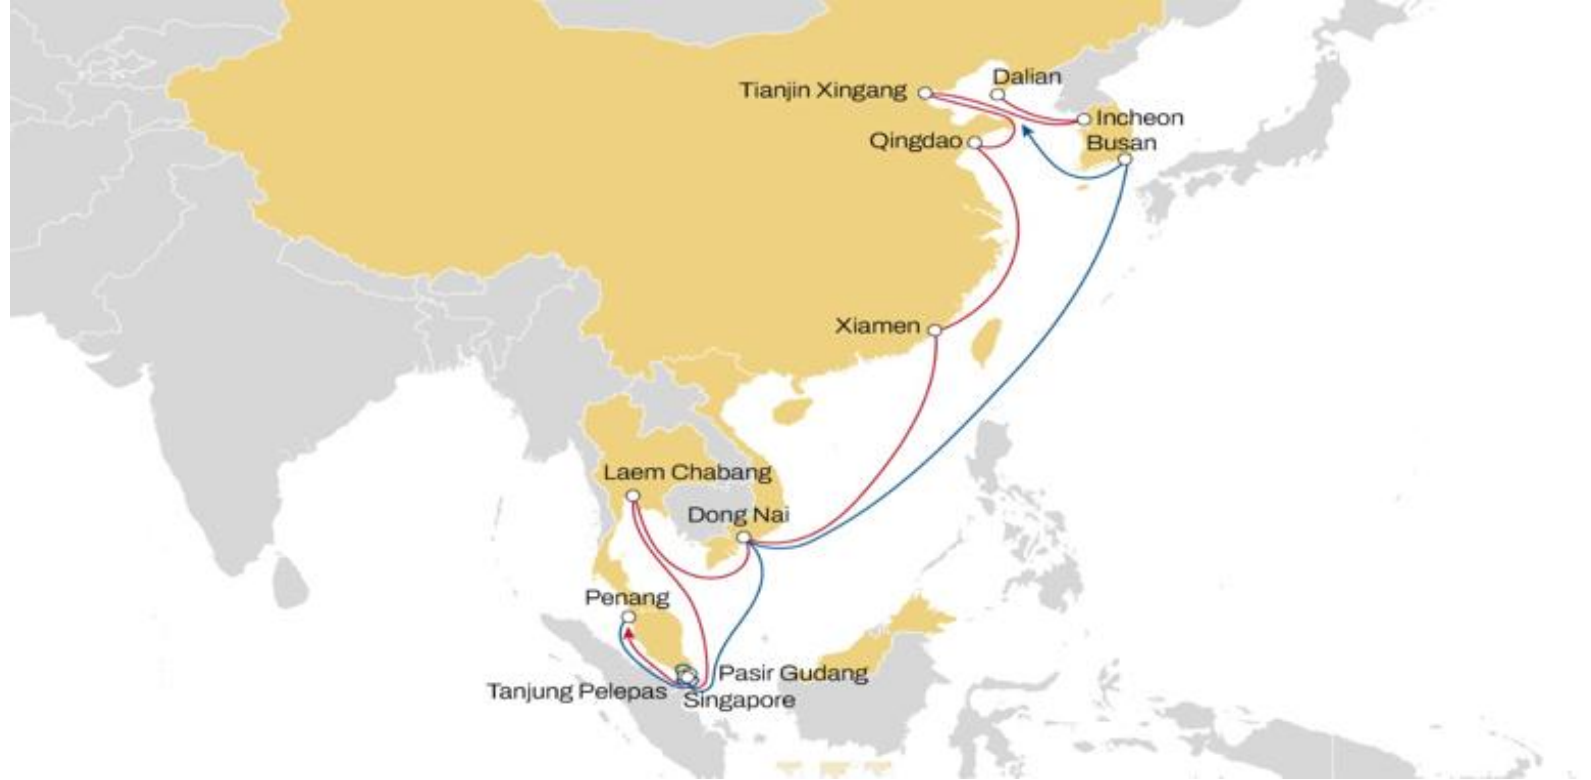 Dalian
Tianjin Xingang
Incheon
Qingdao
Busan
Xiamen
Laem Chabang
Dong Nai
Penang
Pasir Gudang
Tanjung Pelepas
Singapore